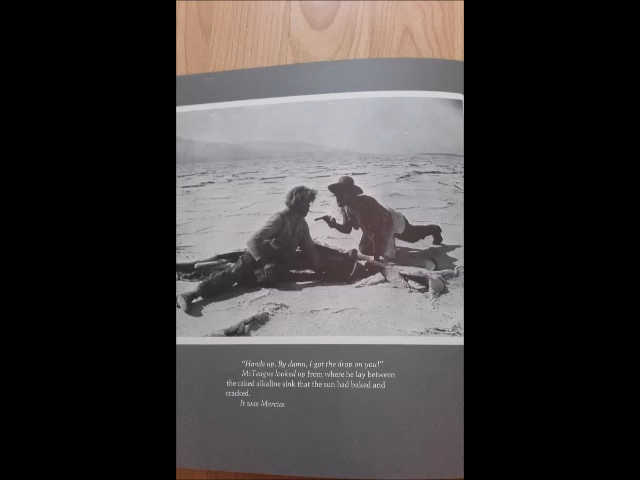 "Hands up. By damn, I got the drop on you!"
McTeague looked up from where he lay between
the caked alkaline sink that the sun had baked and
cracked.
It was Marcus.